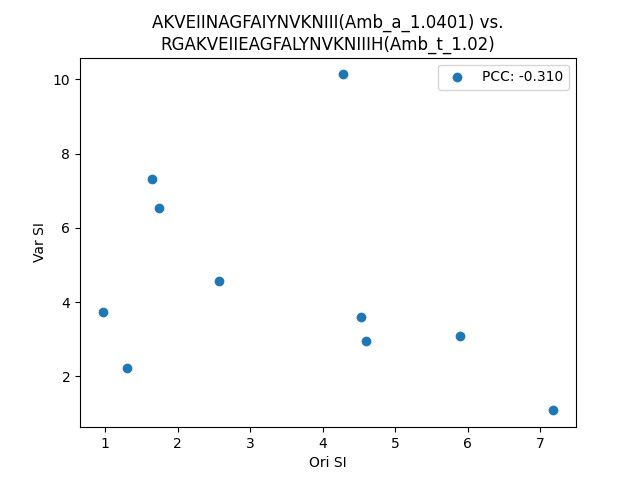 AKVEIINAGFAIYNVKNIII(Amb_a_1.0401) vs.
RGAKVEIIEAGFALYNVKNIIIH(Amb_t_1.02)
PCC: -0.310
10
8
6
4
2
Var SI
1 2 3 4 5 6 7
Ori SI